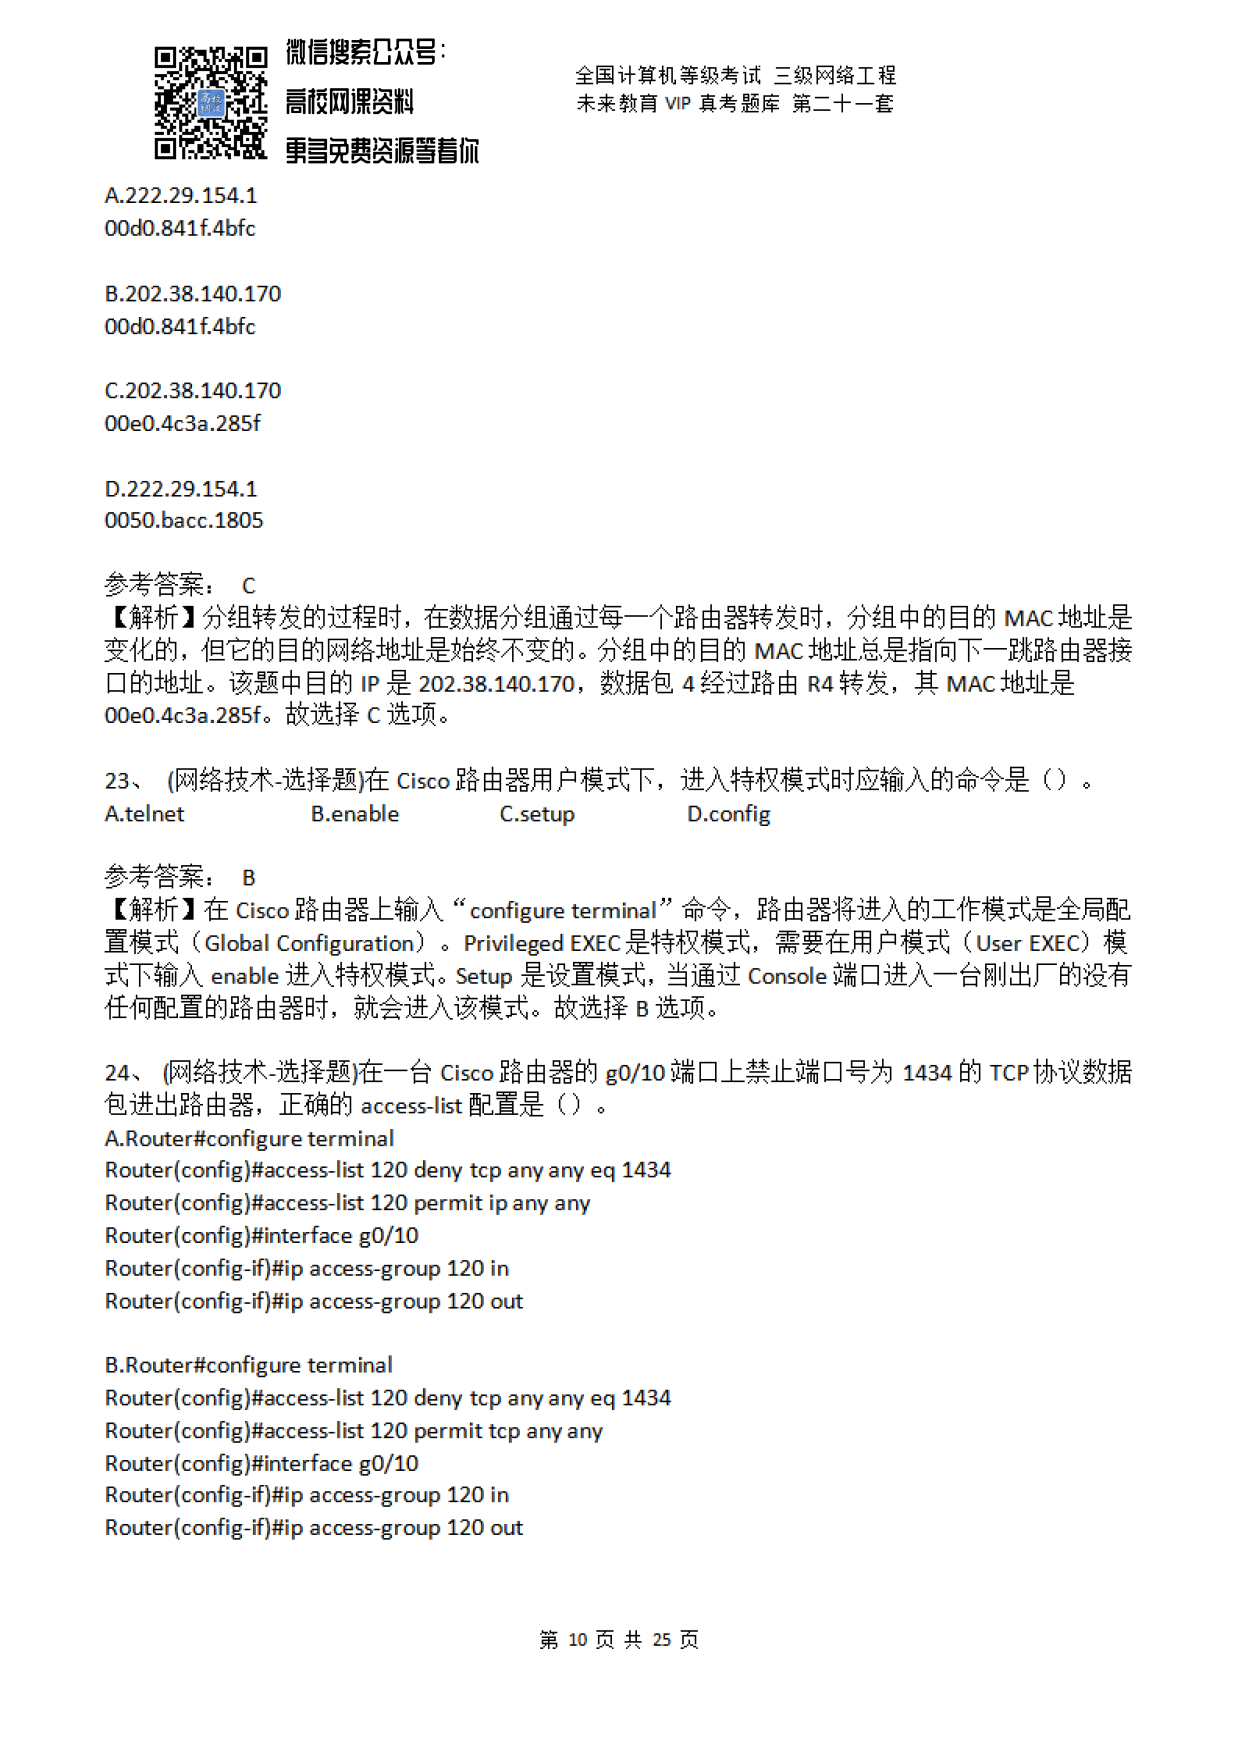 微信搜索公众号：
高校网课资料
更多免费资源等着你
全国计算机等级考试 三级网络工程
未来教育 VIP 真考题库 第二十一套
A.222.29.154.1
00d0.841f.4bfc
B.202.38.140.170
00d0.841f.4bfc
C.202.38.140.170
00e0.4c3a.285f
D.222.29.154.1
0050.bacc.1805
参考答案： C
【解析】分组转发的过程时，在数据分组通过每一个路由器转发时，分组中的目的 MAC 地址是
变化的，但它的目的网络地址是始终不变的。分组中的目的 MAC 地址总是指向下一跳路由器接
口的地址。该题中目的 IP 是 202.38.140.170，数据包 4 经过路由 R4 转发，其 MAC 地址是
00e0.4c3a.285f。故选择 C 选项。
23、 (网络技术-选择题)在 Cisco 路由器用户模式下，进入特权模式时应输入的命令是（）。
A.telnet B.enable C.setup D.config
参考答案： B
【解析】在 Cisco 路由器上输入“configure terminal”命令，路由器将进入的工作模式是全局配
置模式（Global Configuration）。Privileged EXEC 是特权模式，需要在用户模式（User EXEC）模
式下输入 enable 进入特权模式。Setup 是设置模式，当通过 Console 端口进入一台刚出厂的没有
任何配置的路由器时，就会进入该模式。故选择 B 选项。
24、 (网络技术-选择题)在一台 Cisco 路由器的 g0/10 端口上禁止端口号为 1434 的 TCP 协议数据
包进出路由器，正确的 access-list 配置是（）。
A.Router#configure terminal
Router(config)#access-list 120 deny tcp any any eq 1434
Router(config)#access-list 120 permit ip any any
Router(config)#interface g0/10
Router(config-if)#ip access-group 120 in
Router(config-if)#ip access-group 120 out
B.Router#configure terminal
Router(config)#access-list 120 deny tcp any any eq 1434
Router(config)#access-list 120 permit tcp any any
Router(config)#interface g0/10
Router(config-if)#ip access-group 120 in
Router(config-if)#ip access-group 120 out
第 10 页 共 25 页